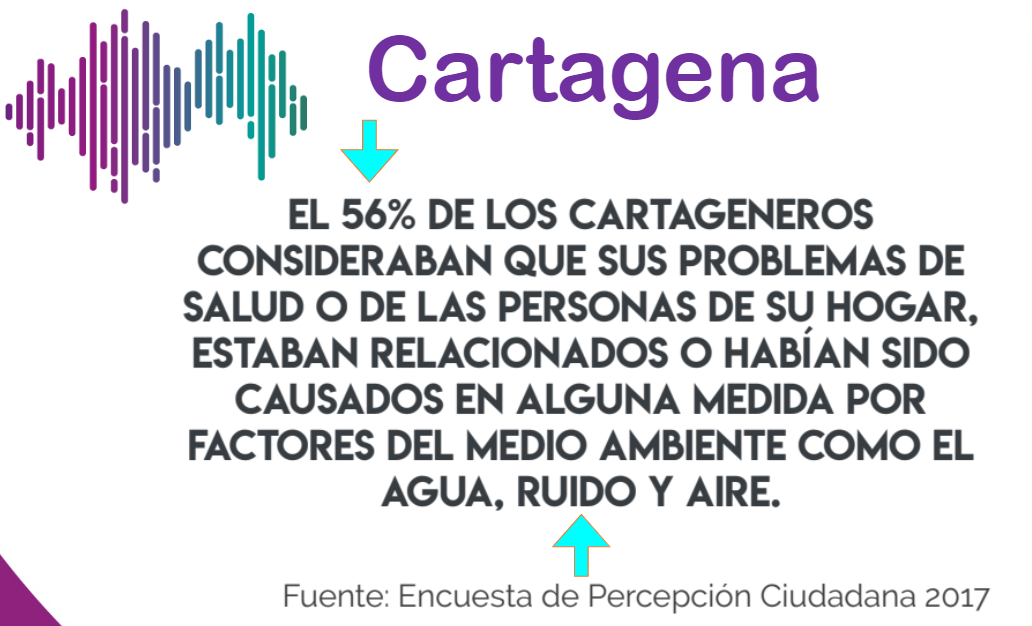 Cartagena
EL 56% DE LOS CARTAGENEROS
CONSIDERABAN QUE SUS PROBLEMAS DE
SALUD O DE LAS PERSONAS DE SU HOGAR,
ESTABAN RELACIONADOS O HABÍAN SIDO
CAUSADOS EN ALGUNA MEDIDA POR
FACTORES DEL MEDIO AMBIENTE COMO EL
AGUA, RUIDO Y AIRE.
Fuente: Encuesta de Percepción Ciudadana 2017